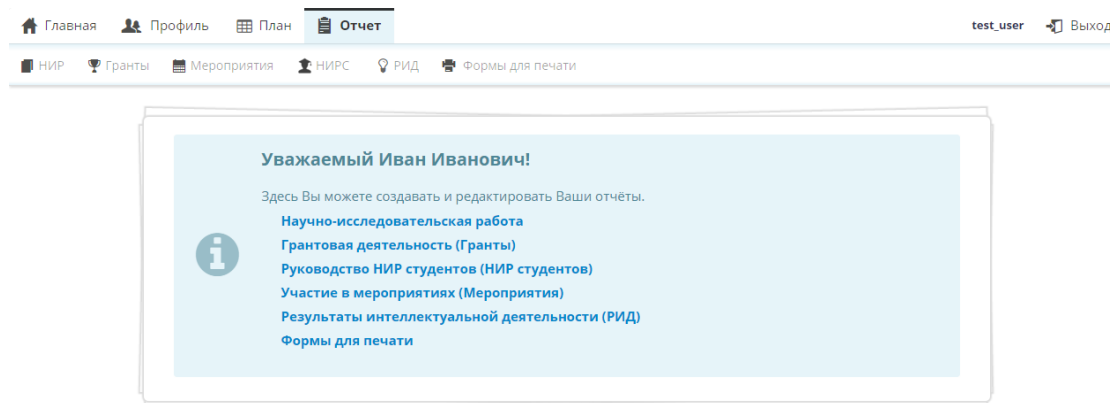 Главная Профиль План Отчет test_user Выход
НИР Гранты Мероприятия НИРС РИД Формы для печати
Уважаемый Иван Иванович!
Здесь Вы можете создавать и редактировать Ваши отчёты.
Научно-исследовательская работа
Грантовая деятельность (Гранты)
Руководство НИР студентов (НИР студентов)
Участие в мероприятиях (Мероприятия)
Результаты интеллектуальной деятельности (РИД)
Формы для печати